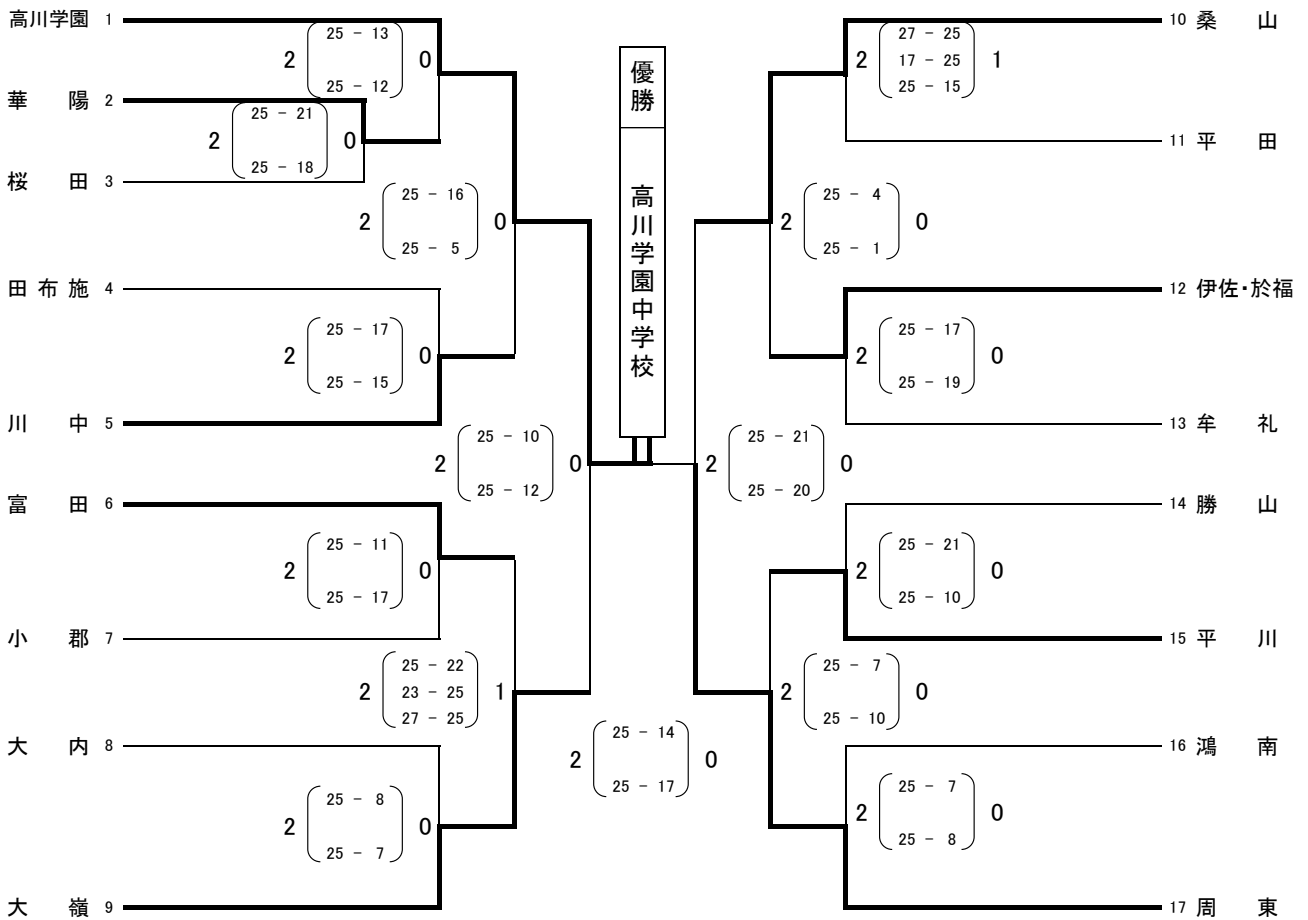 高川学園 1
25 - 13
2 0
25 - 12
華 陽 2
25 - 21
2 0
25 - 18
桜 田 3
25 - 16
2 0
25 - 5
田布施 4
25 - 17
2 0
25 - 15
川 中 5
25 - 10
2 0
25 - 12
富 田 6
25 - 11
2 0
25 - 17
小 郡 7
25 - 22
2 23 - 25 1
27 - 25
大 内 8
25 - 8
2 0
25 - 7
大 嶺 9
優勝
高川学園中学校
25 - 14
2 0
25 - 17
10 桑 山
27 - 25
2 17 - 25 1
25 - 15
11 平 田
25 - 4
2 0
25 - 1
12 伊佐・於福
25 - 17
2 0
25 - 19
13 牟 礼
25 - 21
2 0
25 - 20
14 勝 山
25 - 21
2 0
25 - 10
15 平 川
25 - 7
2 0
25 - 10
16 鴻 南
25 - 7
2 0
25 - 8
17 周 東